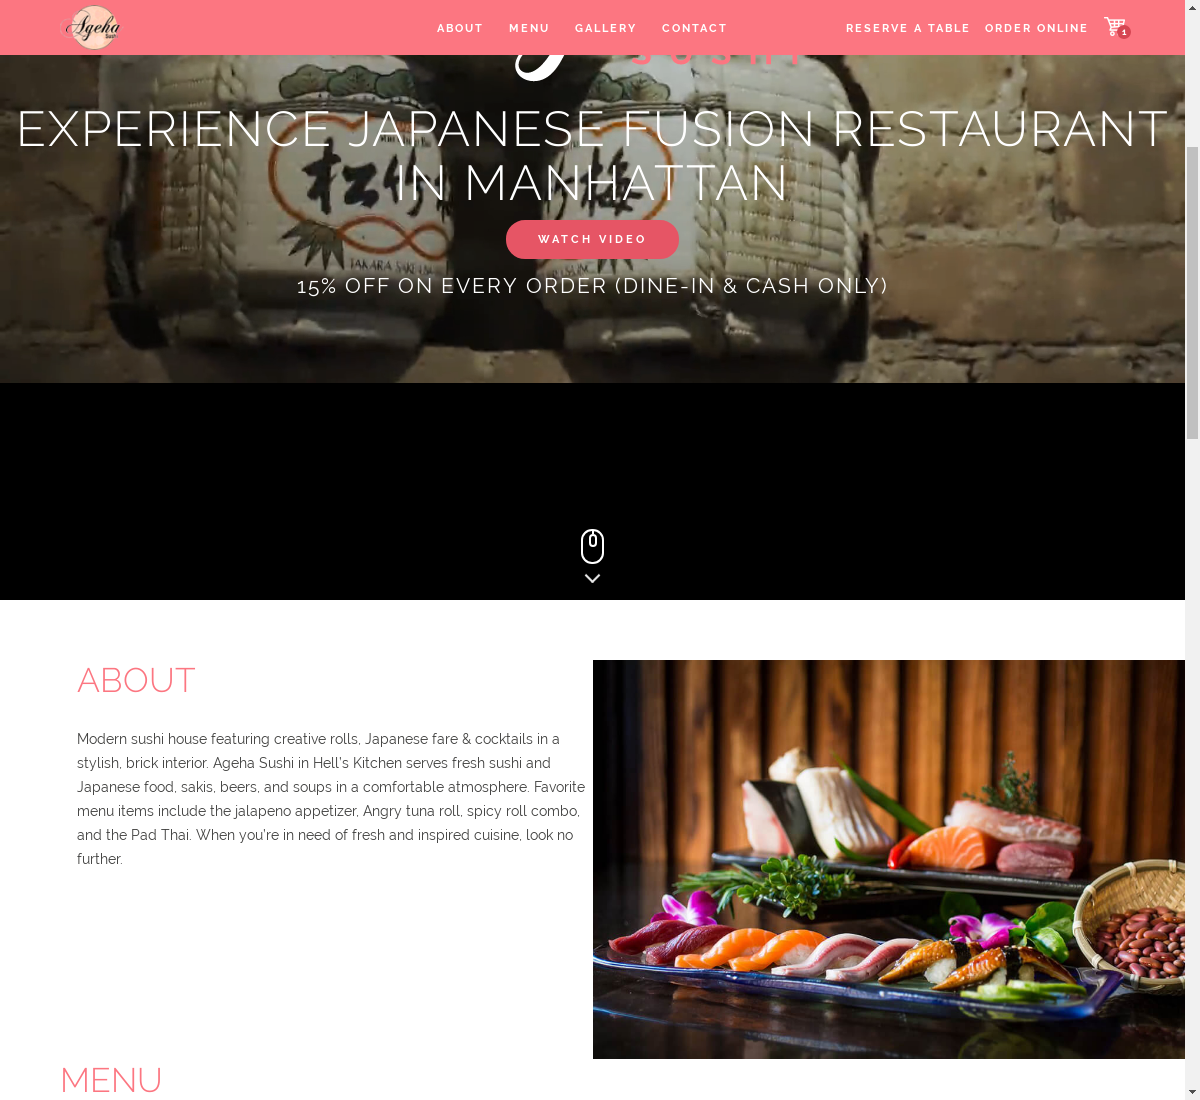 Ageha
Sushi
ABOUT
MENU
GALLERY
CONTACT
RESERVE A TABLE
ORDER ONLINE
1
SUSHI
EXPERIENCE JAPANESE FUSION RESTAURANT
IN MANHATTAN
WATCH VIDEO
15% OFF ON EVERY ORDER (DINE-IN & CASH ONLY)
ABOUT
Modern sushi house featuring creative rolls, Japanese fare & cocktails in a
stylish, brick interior. Ageha Sushi in Hell's Kitchen serves fresh sushi and
Japanese food, sakis, beers, and soups in a comfortable atmosphere. Favorite
menu items include the jalapeno appetizer, Angry tuna roll, spicy roll combo,
and the Pad Thai. When you're in need of fresh and inspired cuisine, look no
further.
MENU